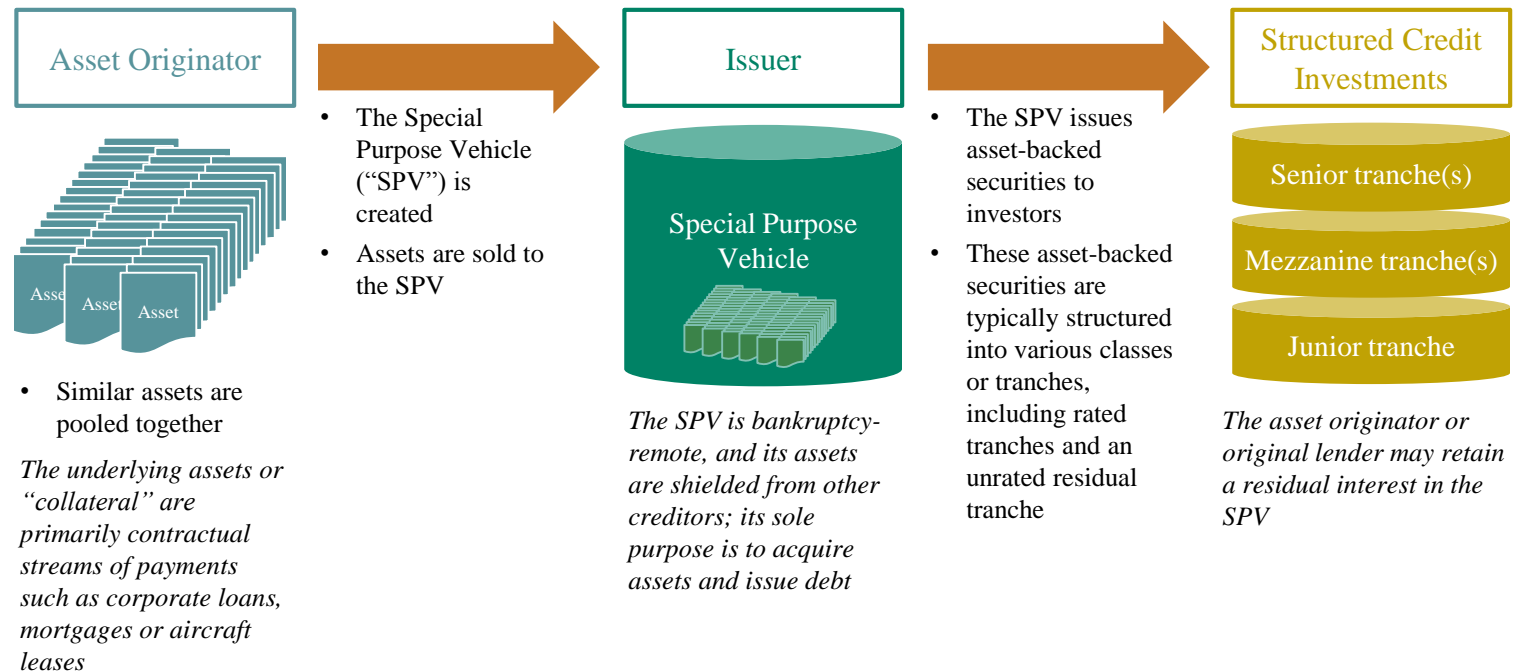 Asset Originator
Asse
Asset
Asset
• Similar assets are
pooled together
The underlying assets or
“collateral” are
primarily contractual
streams of payments
such as corporate loans,
mortgages or aircraft
leases
• The Special
Purpose Vehicle
(“SPV”) is
created
• Assets are sold to
the SPV
Issuer
Special Purpose
Vehicle
The SPV is bankruptcy-
remote, and its assets
are shielded from other
creditors; its sole
purpose is to acquire
assets and issue debt
• The SPV issues
asset-backed
securities to
investors
• These asset-backed
securities are
typically structured
into various classes
or tranches,
including rated
tranches and an
unrated residual
tranche
Structured Credit
Investments
Senior tranche(s)
Mezzanine tranche(s)
Junior tranche
The asset originator or
original lender may retain
a residual interest in the
SPV